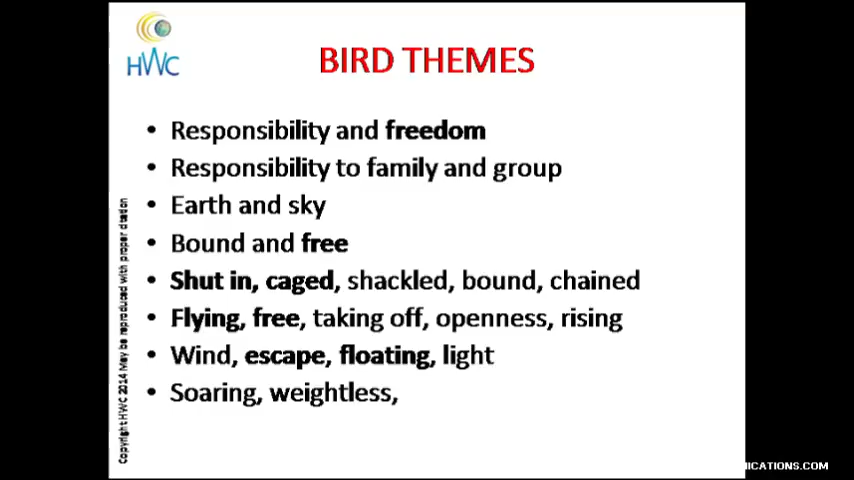 HWC
BIRD THEMES
• Responsibility and freedom
• Responsibility to family and group
• Earth and sky
• Bound and free
• Shut in, caged, shackled, bound, chained
• Flying, free, taking off, openness, rising
• Wind, escape, floating, light
• Soaring, weightless,
Copyright HWC 2014 May be reproduced with proper citation
ICATIONS.COM